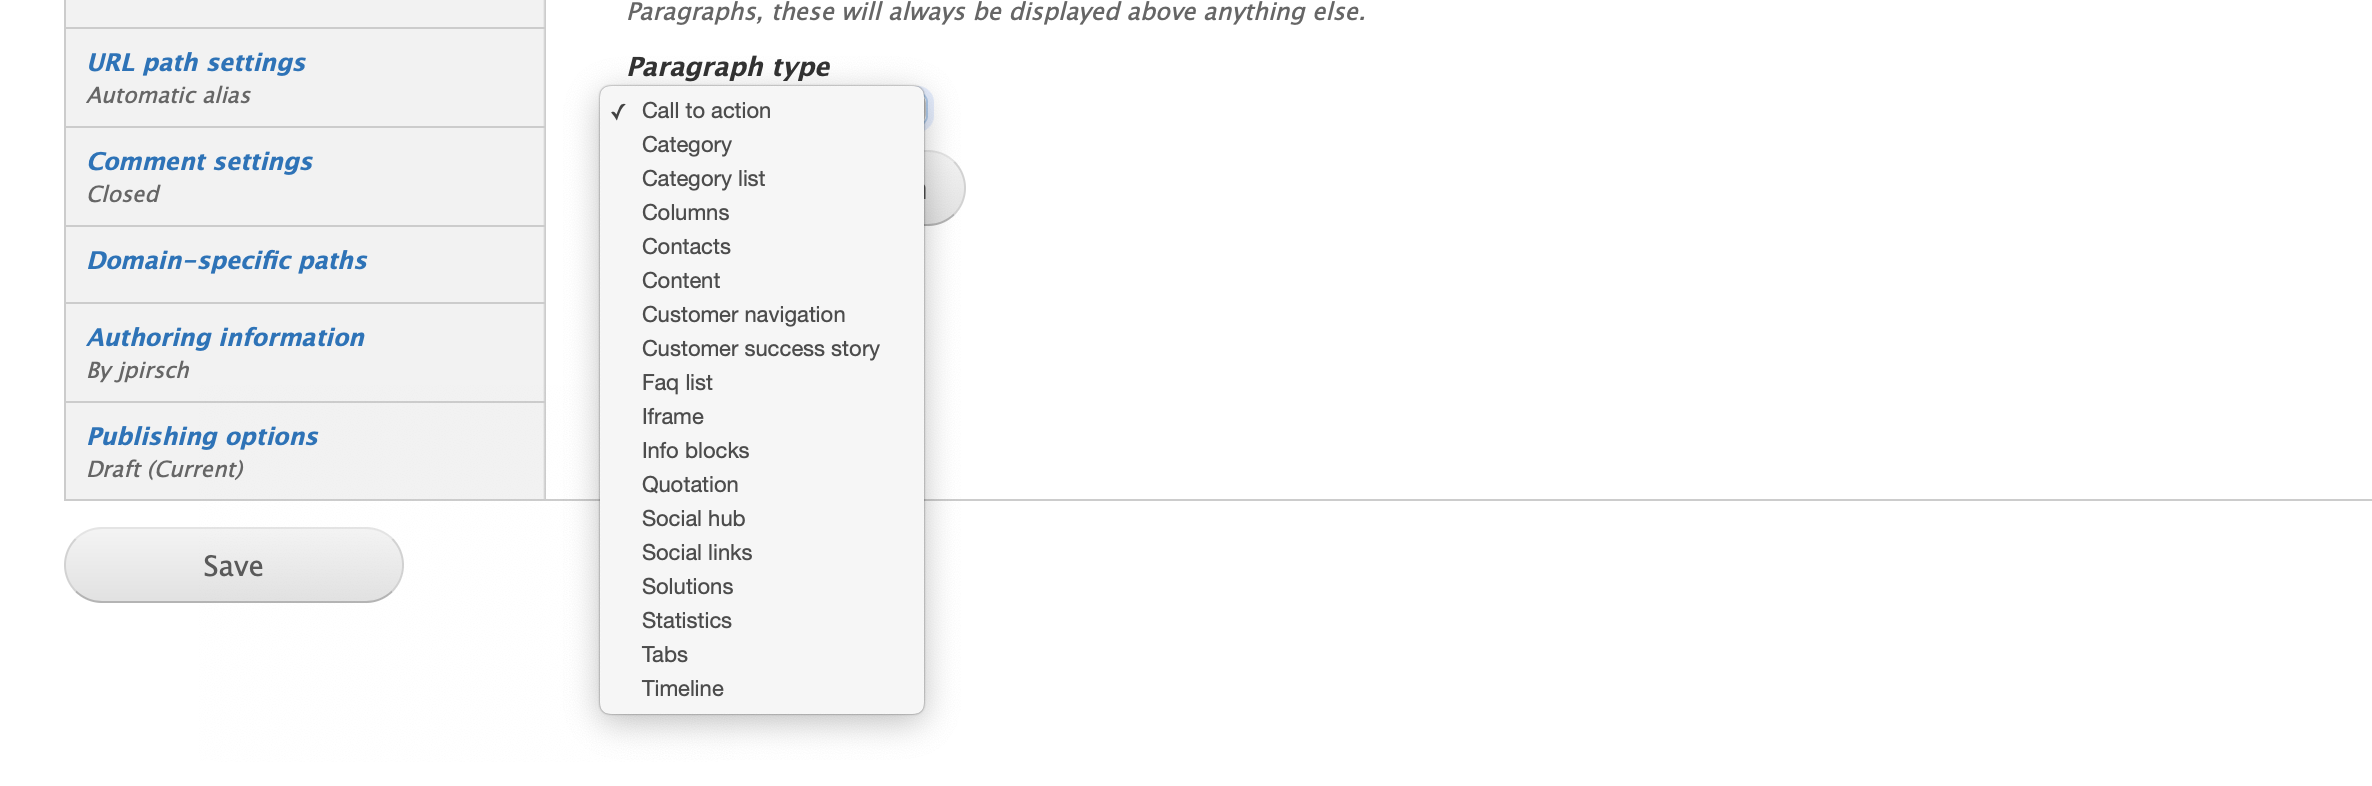 Paragraphs, these will always be displayed above anything else.
URL path settings
Automatic alias
Comment settings
Closed
Domain-specific paths
Authoring information
By jpirsch
Publishing options
Draft (Current)
Save
Paragraph type
✓ Call to action
Category
Category list
Columns
Contacts
Content
Customer navigation
Customer success story
Faq list
Iframe
Info blocks
Quotation
Social hub
Social links
Solutions
Statistics
Tabs
Timeline